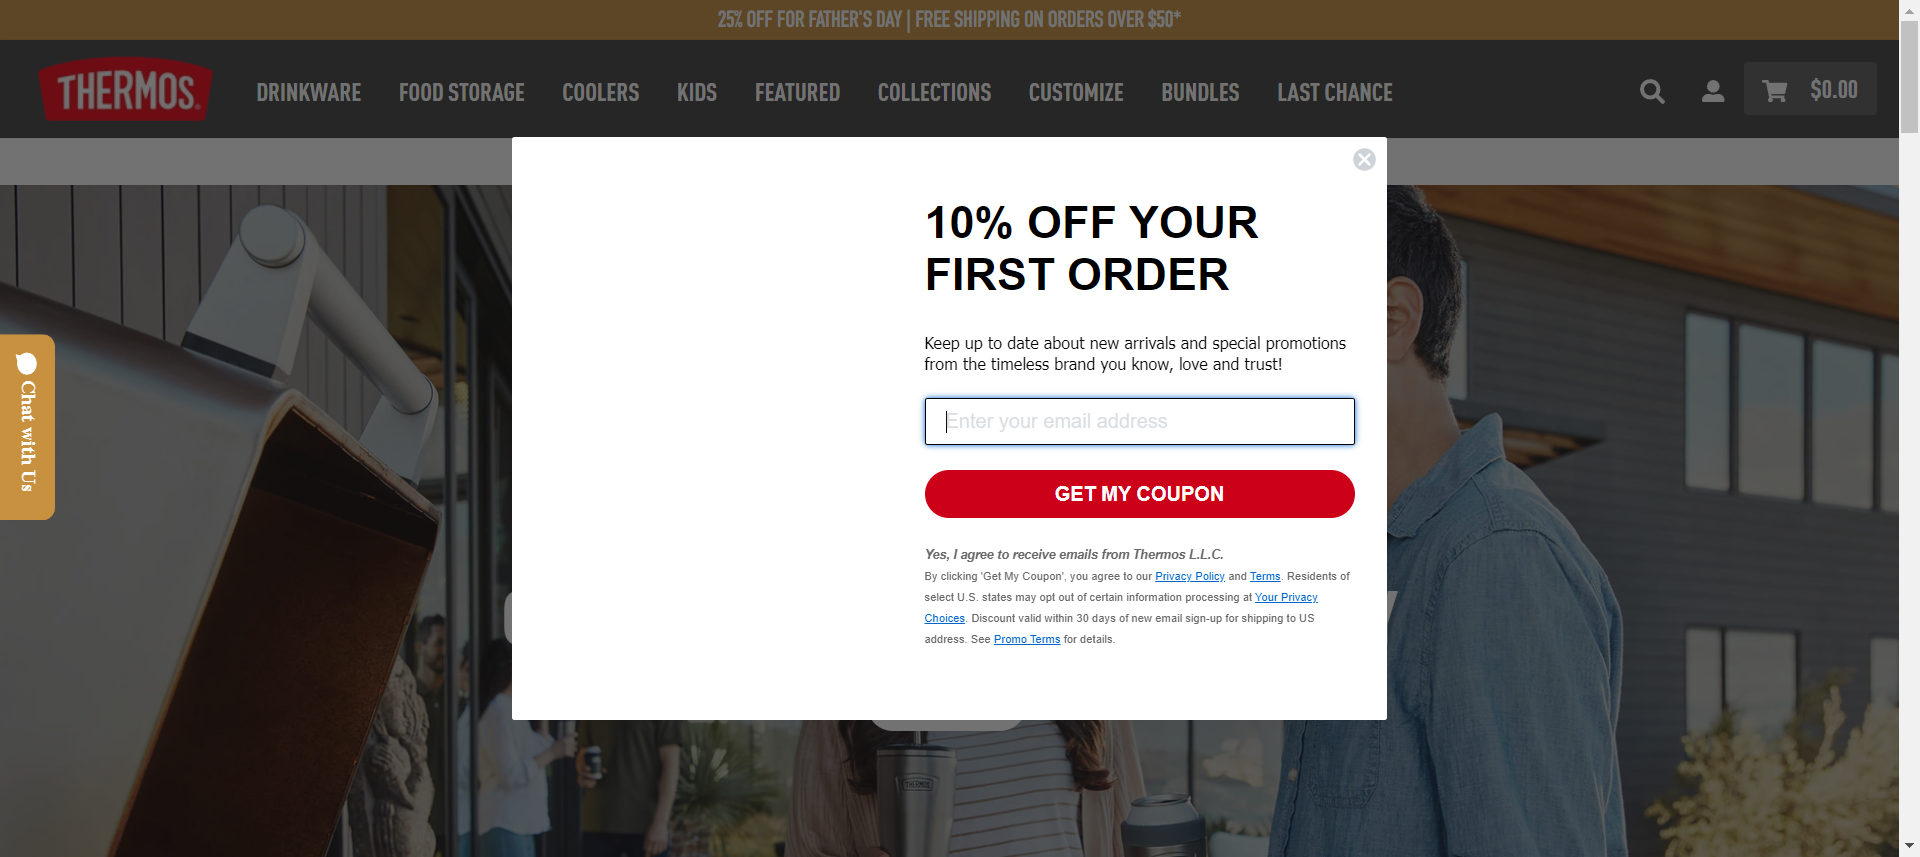 25% OFF FOR FATHER'S DAY | FREE SHIPPING ON ORDERS OVER $50*
THERMOS®
DRINKWARE FOOD STORAGE COOLERS KIDS FEATURED COLLECTIONS CUSTOMIZE BUNDLES LAST CHANCE
$0.00
10% OFF YOUR
FIRST ORDER
Keep up to date about new arrivals and special promotions
from the timeless brand you know, love and trust!
Enter your email address
GET MY COUPON
Yes, I agree to receive emails from Thermos L.L.C.
By clicking 'Get My Coupon', you agree to our Privacy Policy and Terms. Residents of
select U.S. states may opt out of certain information processing at Your Privacy
Choices. Discount valid within 30 days of new email sign-up for shipping to US
address. See Promo Terms for details.
Chat with Us
THERMOS